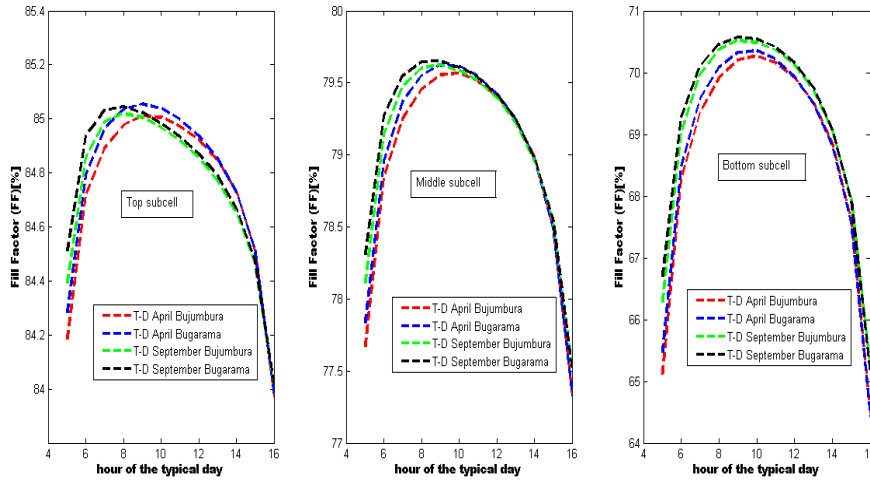 85.4
85.2
85
84.8
84.6
84.4
84.2
84
Fill Factor (FF)[%]
Top subcell
T-D April Bujumbura
T-D April Bugarama
T-D September Bujumbura
T-D September Bugarama
4 6 8 10 12 14 16
hour of the typical day
80
79.5
79
78.5
78
77.5
77
Fill Factor (FF)[%]
Middle subcell
T-D April Bujumbura
T-D April Bugarama
T-D September Bujumbura
T-D September Bugarama
4 6 8 10 12 14 16
hour of the typical day
71
70
69
68
67
66
65
64
Fill Factor (FF)[%]
Bottom subcell
T-D April Bujumbura
T-D April Bugarama
T-D September Bujumbura
T-D September Bugarama
4 6 8 10 12 14 16
hour of the typical day